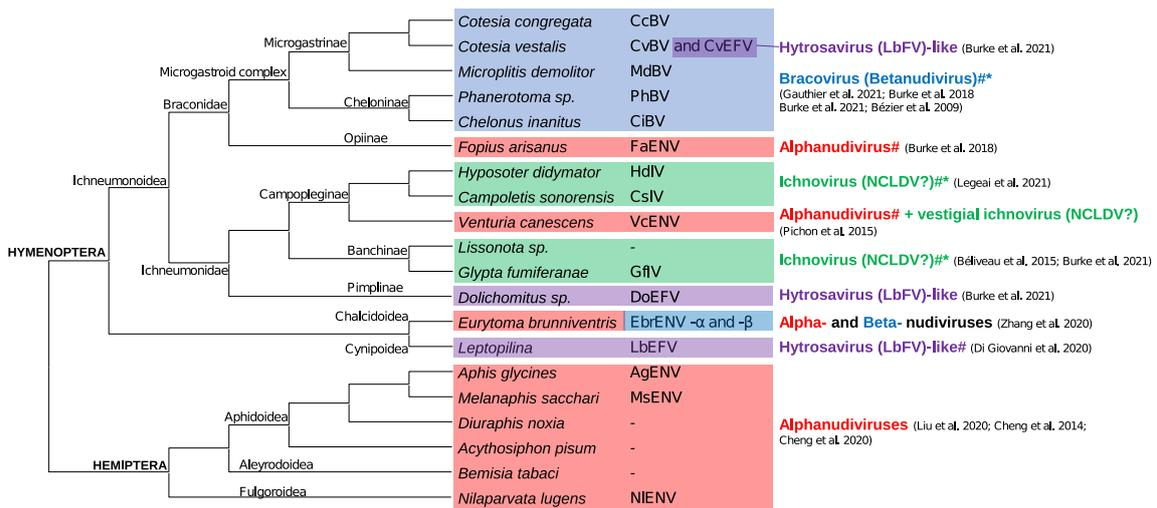 Cotesia congregata CcBV
Microgastrinae
Cotesia vestalis CvBV and CvEFV Hytrosavirus (LbFV)-like (Burke et al. 2021)
Microgastroid complex Microplitis demolitor MdBV Bracovirus (Betanudivirus)#*
Braconidae Cheloninae Phanerotoma sp. PhBV (Gauthier et al. 2021; Burke et al. 2018
Burke et al. 2021; Bézier et al. 2009)
Chelonus inanitus CiBV
Opiinae Fopius arisanus FaENV Alphanudivirus# (Burke et al. 2018)
Ichneumonoidea Hyposoter didymator HdIV
Ichnovirus (NCLDV?)#* (Legeai et al. 2021)
Campopleginae Campoletis sonorensis CsIV
Venturia canescens VcENV Alphanudivirus# + vestigial ichnovirus (NCLDV?)
(Pichon et al. 2015)
HYMENOPTERA Banchinae Lissonota sp. -
Ichnovirus (NCLDV?)#* (Béliveau et al. 2015; Burke et al. 2021)
Ichneumonidae Glypta fumiferanae GfIV
Pimplinae Dolichomitus sp. DoEFV Hytrosavirus (LbFV)-like (Burke et al. 2021)
Chalcidoidea Eurytoma brunniventris EbrENV -α and -β Alpha- and Beta- nudiviruses (Zhang et al. 2020)
Cynipoidea Leptopilina LbEFV Hytrosavirus (LbFV)-like# (Di Giovanni et al. 2020)
Aphis glycines AgENV
Melanaphis sacchari MsENV
Aphidoidea Diuraphis noxia - Alphanudiviruses (Liu et al. 2020; Cheng et al. 2014;
Cheng et al. 2020)
Acythosiphon pisum -
HEMIPTERA Aleyrodoidea Bemisia tabaci -
Fulgoroidea Nilaparvata lugens NlENV